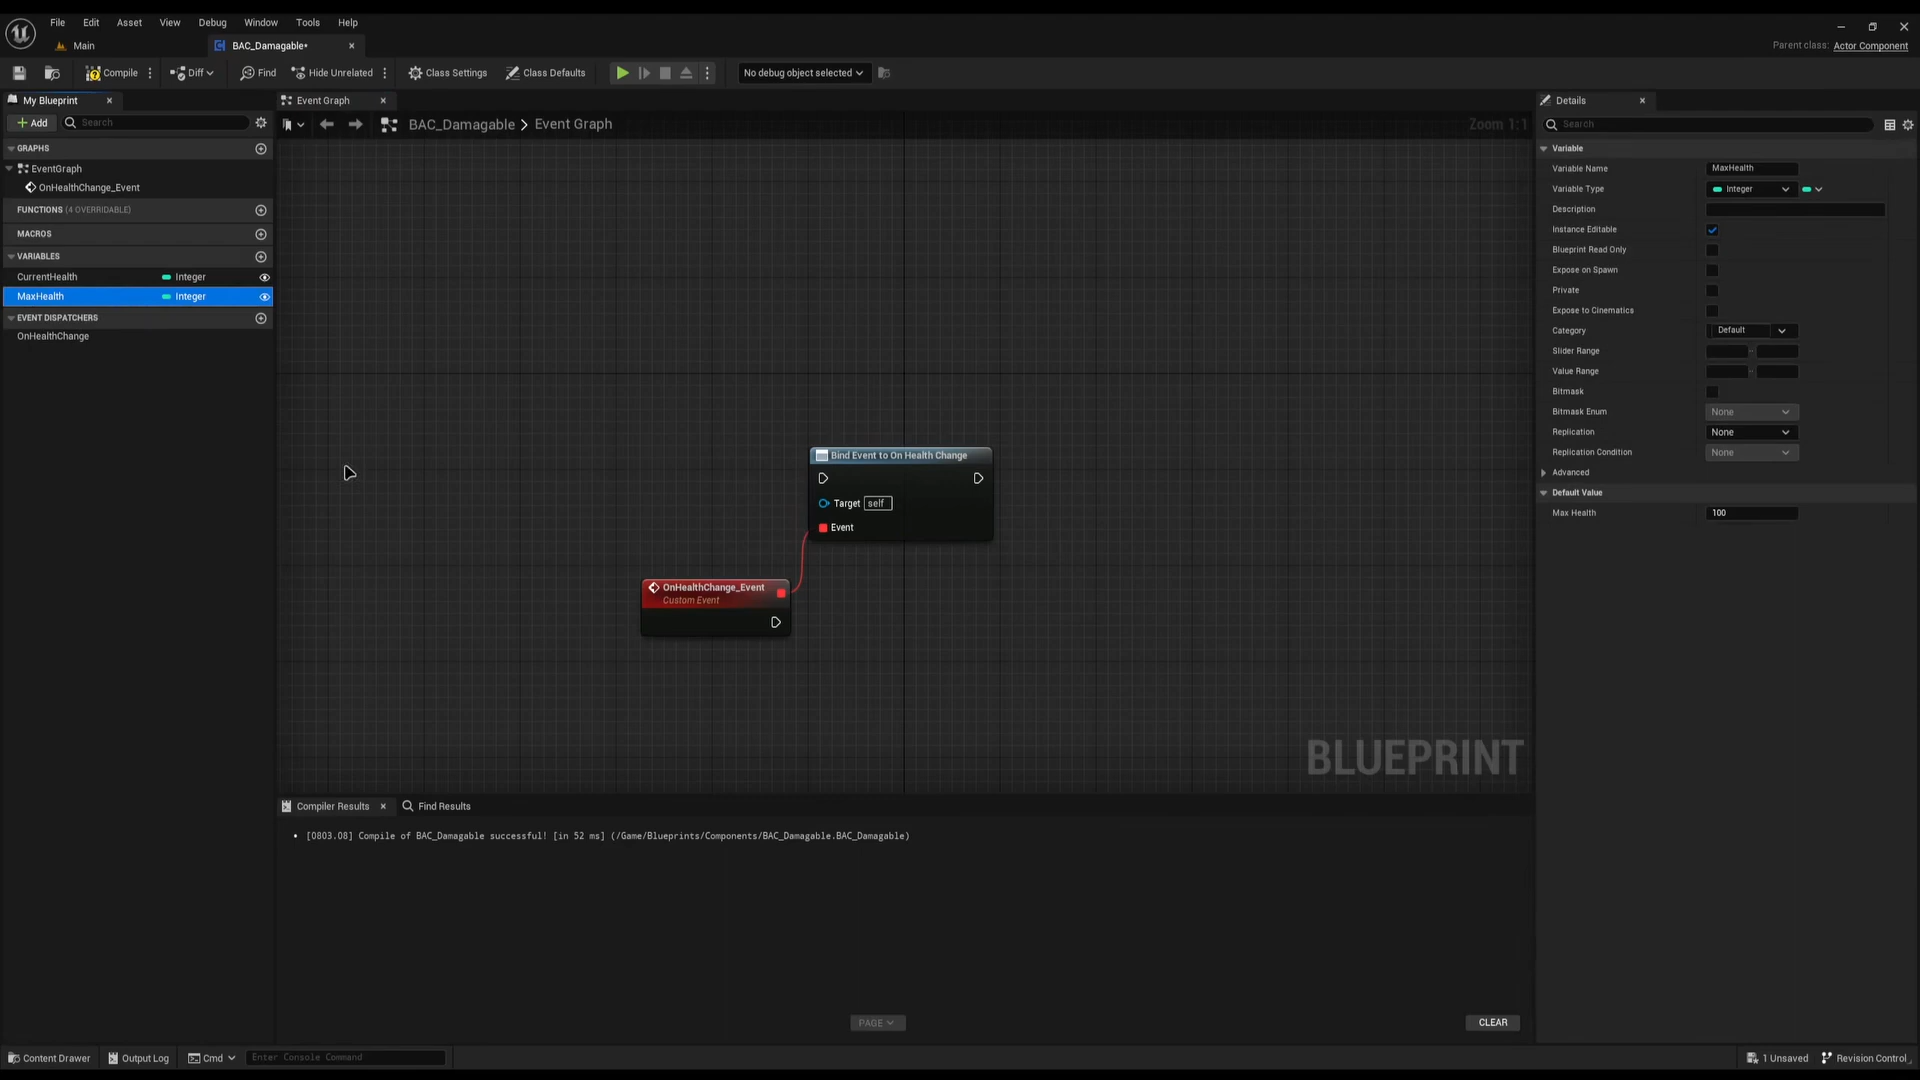 File Edit Asset View Debug Window Tools Help
Main
BAC_Damagable•
Parent class: Actor Component
Compile Diff Find Hide Unrelated Class Settings Class Defaults No debug object selected
My Blueprint
Event Graph
Details
Add Search
BAC_Damagable > Event Graph
Zoom 1:1
Search
GRAPHS
EventGraph
OnHealthChange_Event
FUNCTIONS (4 OVERRIDABLE)
MACROS
VARIABLES
CurrentHealth Integer
MaxHealth Integer
EVENT DISPATCHERS
OnHealthChange
Bind Event to On Health Change
Target self
Event
OnHealthChange_Event
Custom Event
BLUEPRINT
Variable
Variable Name MaxHealth
Variable Type Integer
Description
Instance Editable
Blueprint Read Only
Expose on Spawn
Private
Expose to Cinematics
Category Default
Slider Range
Value Range
Bitmask
Bitmask Enum None
Replication None
Replication Condition None
Advanced
Default Value
Max Health 100
Compiler Results
Find Results
• [0803.08] Compile of BAC_Damagable successful! [in 52 ms] (/Game/Blueprints/Components/BAC_Damagable.BAC_Damagable)
PAGE
CLEAR
Content Drawer Output Log Cmd Enter Console Command
1 Unsaved Revision Control